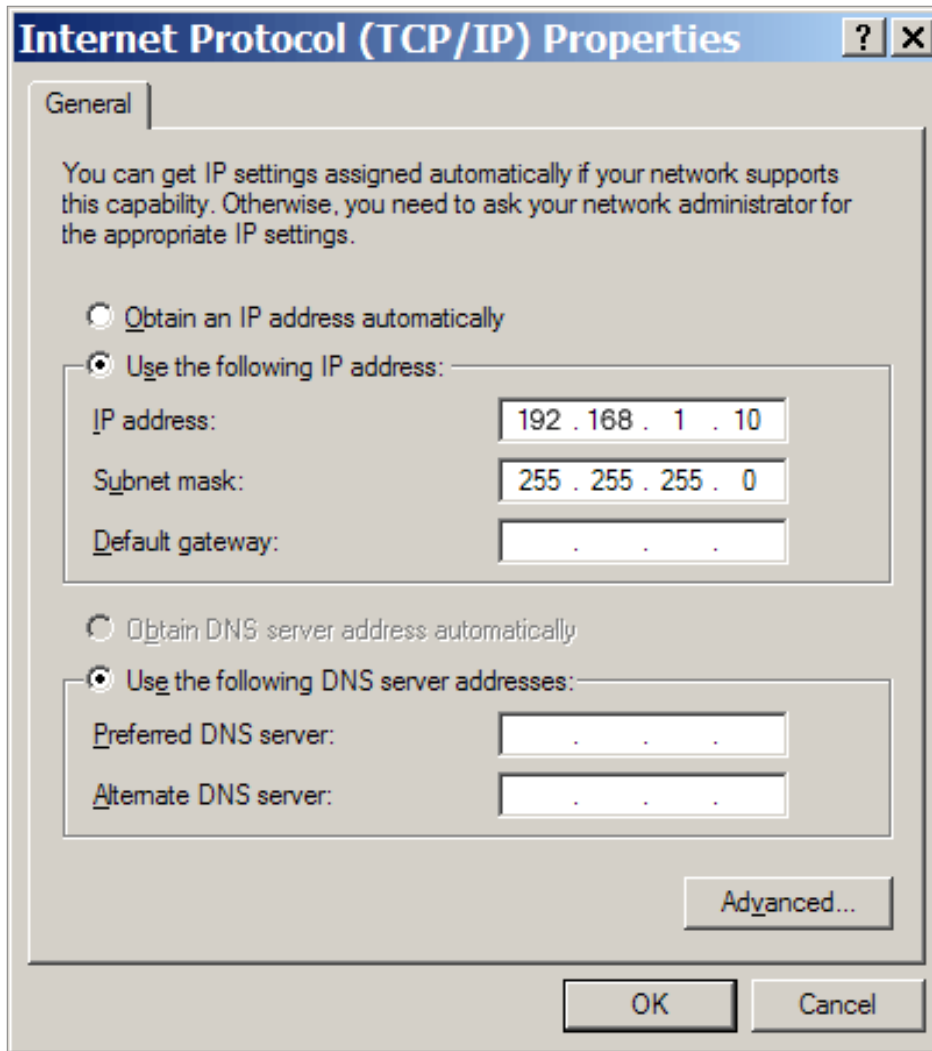 Internet Protocol (TCP/IP) Properties
General
You can get IP settings assigned automatically if your network supports
this capability. Otherwise, you need to ask your network administrator for
the appropriate IP settings.
Obtain an IP address automatically
Use the following IP address:
IP address: 192 . 168 . 1 . 10
Subnet mask: 255 . 255 . 255 . 0
Default gateway: . . .
Obtain DNS server address automatically
Use the following DNS server addresses:
Preferred DNS server: . . .
Alternate DNS server: . . .
Advanced...
OK Cancel